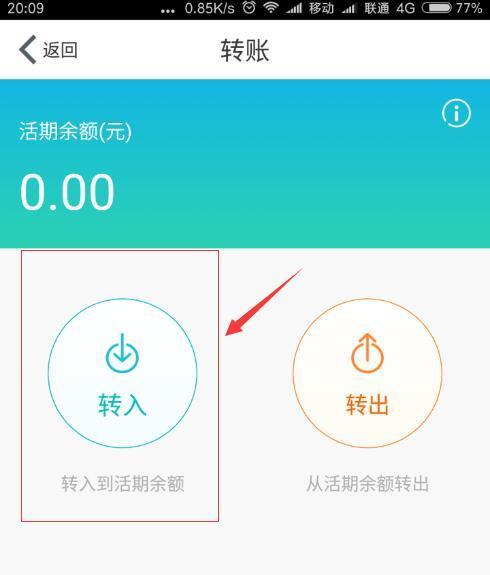 20:09 ... 0.85K/s 移动 联通 4G 77%
返回 转账
活期余额(元)
0.00
转入 转出
转入到活期余额 从活期余额转出